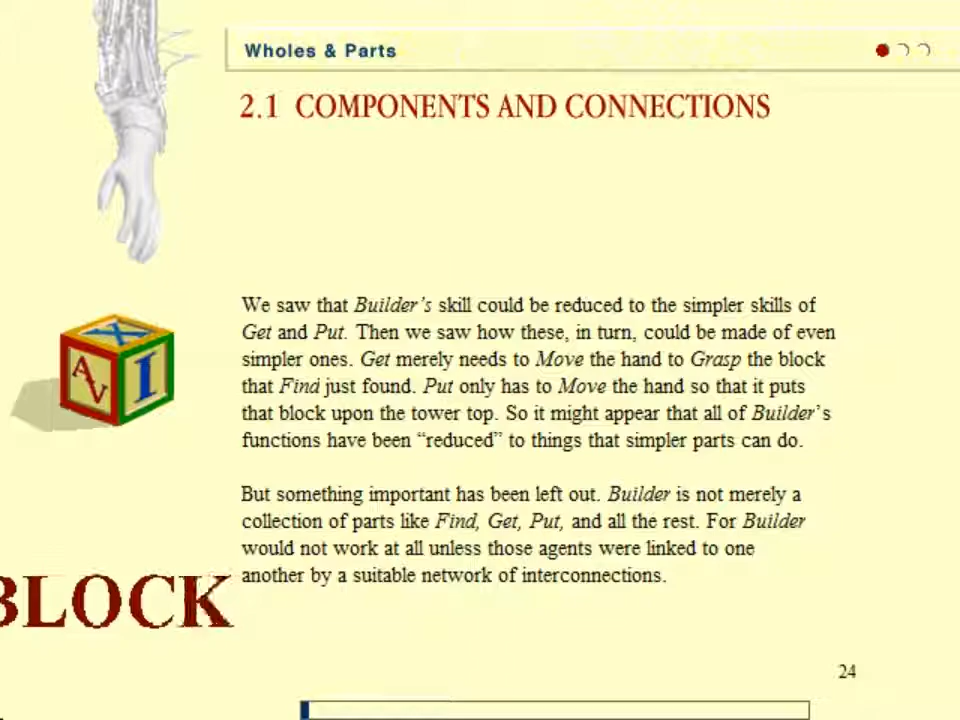 Wholes & Parts
2.1 COMPONENTS AND CONNECTIONS
We saw that Builder's skill could be reduced to the simpler skills of
Get and Put. Then we saw how these, in turn, could be made of even
simpler ones. Get merely needs to Move the hand to Grasp the block
that Find just found. Put only has to Move the hand so that it puts
that block upon the tower top. So it might appear that all of Builder's
functions have been “reduced” to things that simpler parts can do.
X
A
V
I
But something important has been left out. Builder is not merely a
collection of parts like Find, Get, Put, and all the rest. For Builder
would not work at all unless those agents were linked to one
another by a suitable network of interconnections.
BLOCK
24